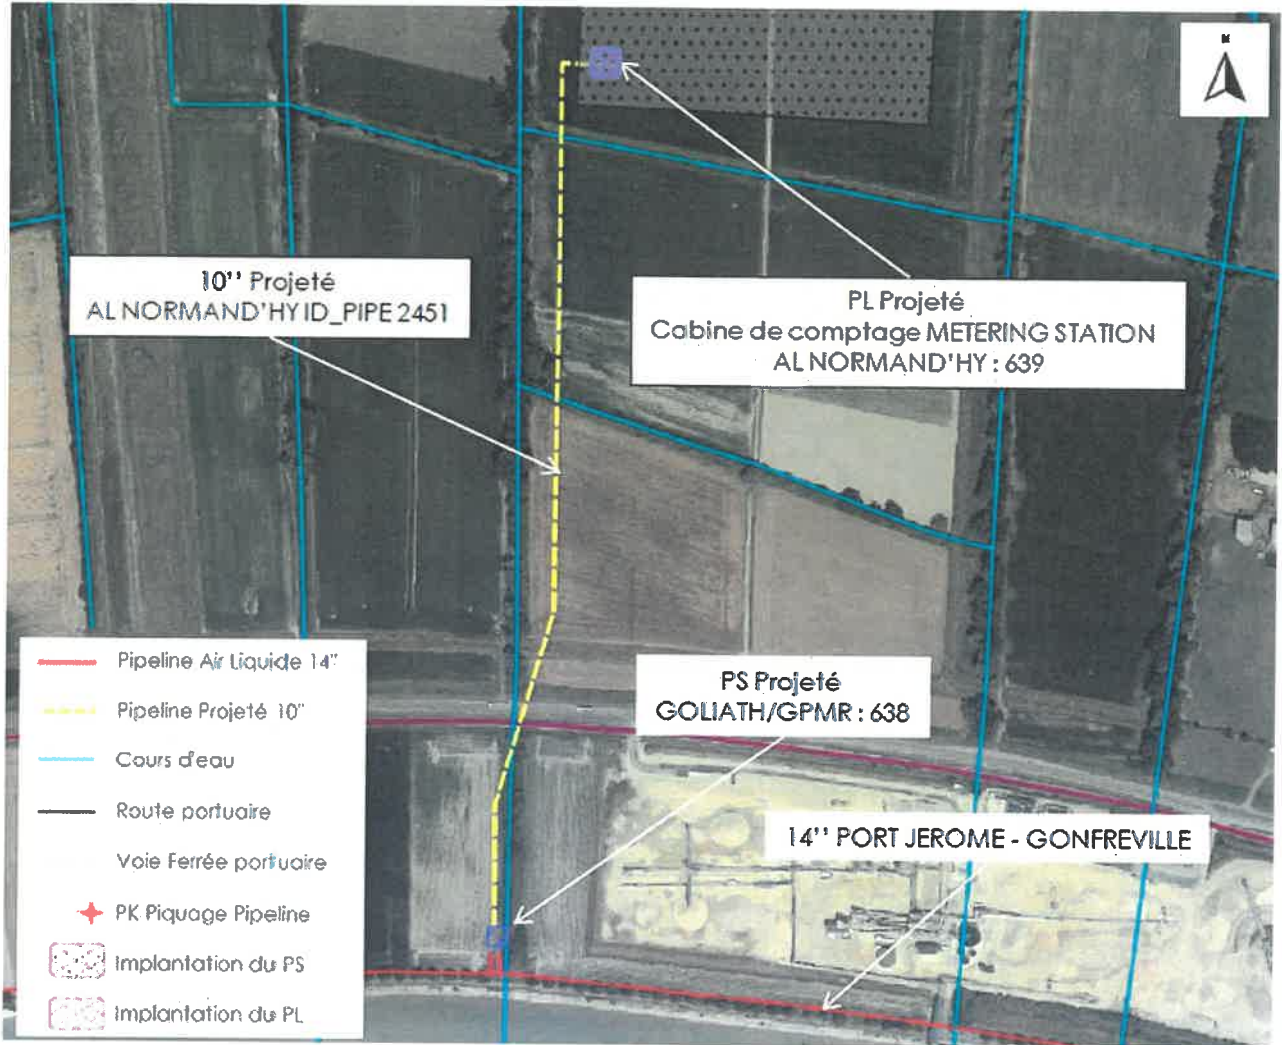 N
10'' Projeté
AL NORMAND'HY ID_PIPE 2451
PL Projeté
Cabine de comptage METERING STATION
AL NORMAND'HY : 639
PS Projeté
GOLIATH/GPMR : 638
14'' PORT JEROME - GONFREVILLE
Pipeline Air Liquide 14"
Pipeline Projeté 10"
Cours d'eau
Route portuaire
Voie Ferrée portuaire
PK Piquage Pipeline
Implantation du PS
Implantation du PL